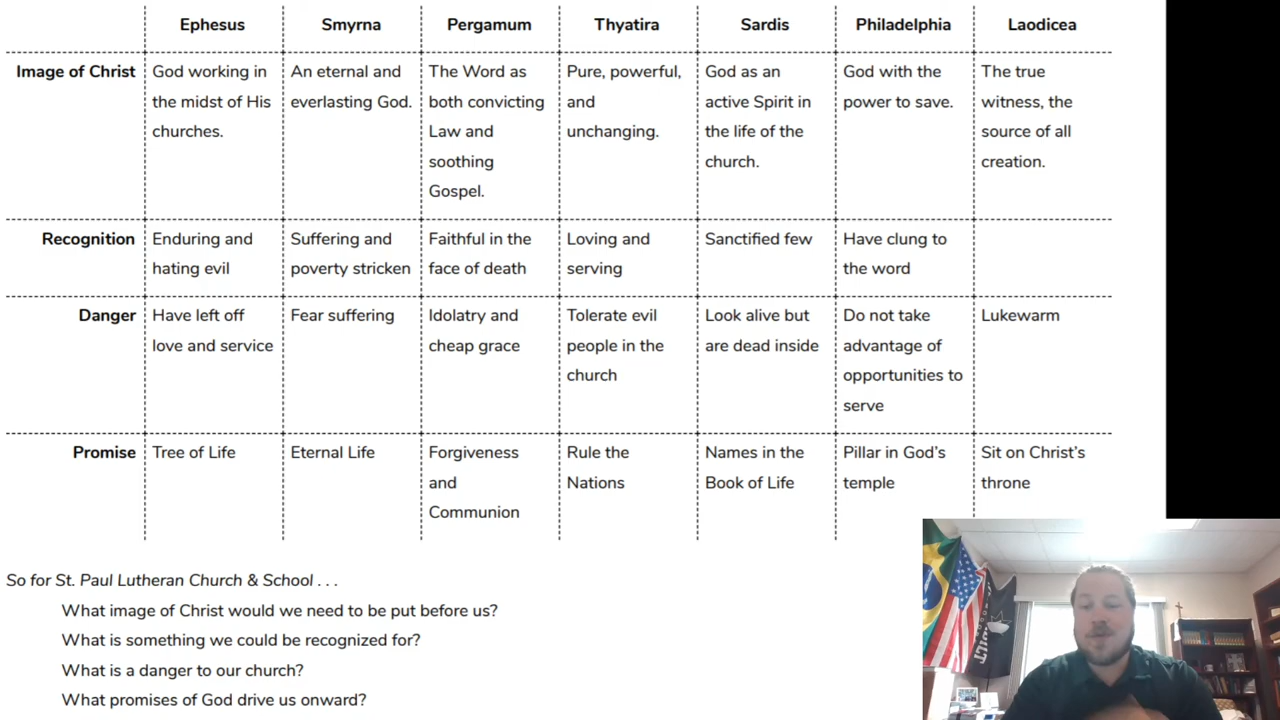 Ephesus Smyrna Pergamum Thyatira Sardis Philadelphia Laodicea
Image of Christ God working in An eternal and The Word as Pure, powerful, God as an God with the The true
the midst of His everlasting God. both convicting and active Spirit in power to save. witness, the
churches. Law and unchanging. the life of the source of all
soothing church. creation.
Gospel.
Recognition Enduring and Suffering and Faithful in the Loving and Sanctified few Have clung to
hating evil poverty stricken face of death serving the word
Danger Have left off Fear suffering Idolatry and Tolerate evil Look alive but Do not take Lukewarm
love and service cheap grace people in the are dead inside advantage of
church opportunities to
serve
Promise Tree of Life Eternal Life Forgiveness Rule the Names in the Pillar in God's Sit on Christ's
and Nations Book of Life temple throne
Communion
So for St. Paul Lutheran Church & School . . .
What image of Christ would we need to be put before us?
What is something we could be recognized for?
What is a danger to our church?
What promises of God drive us onward?